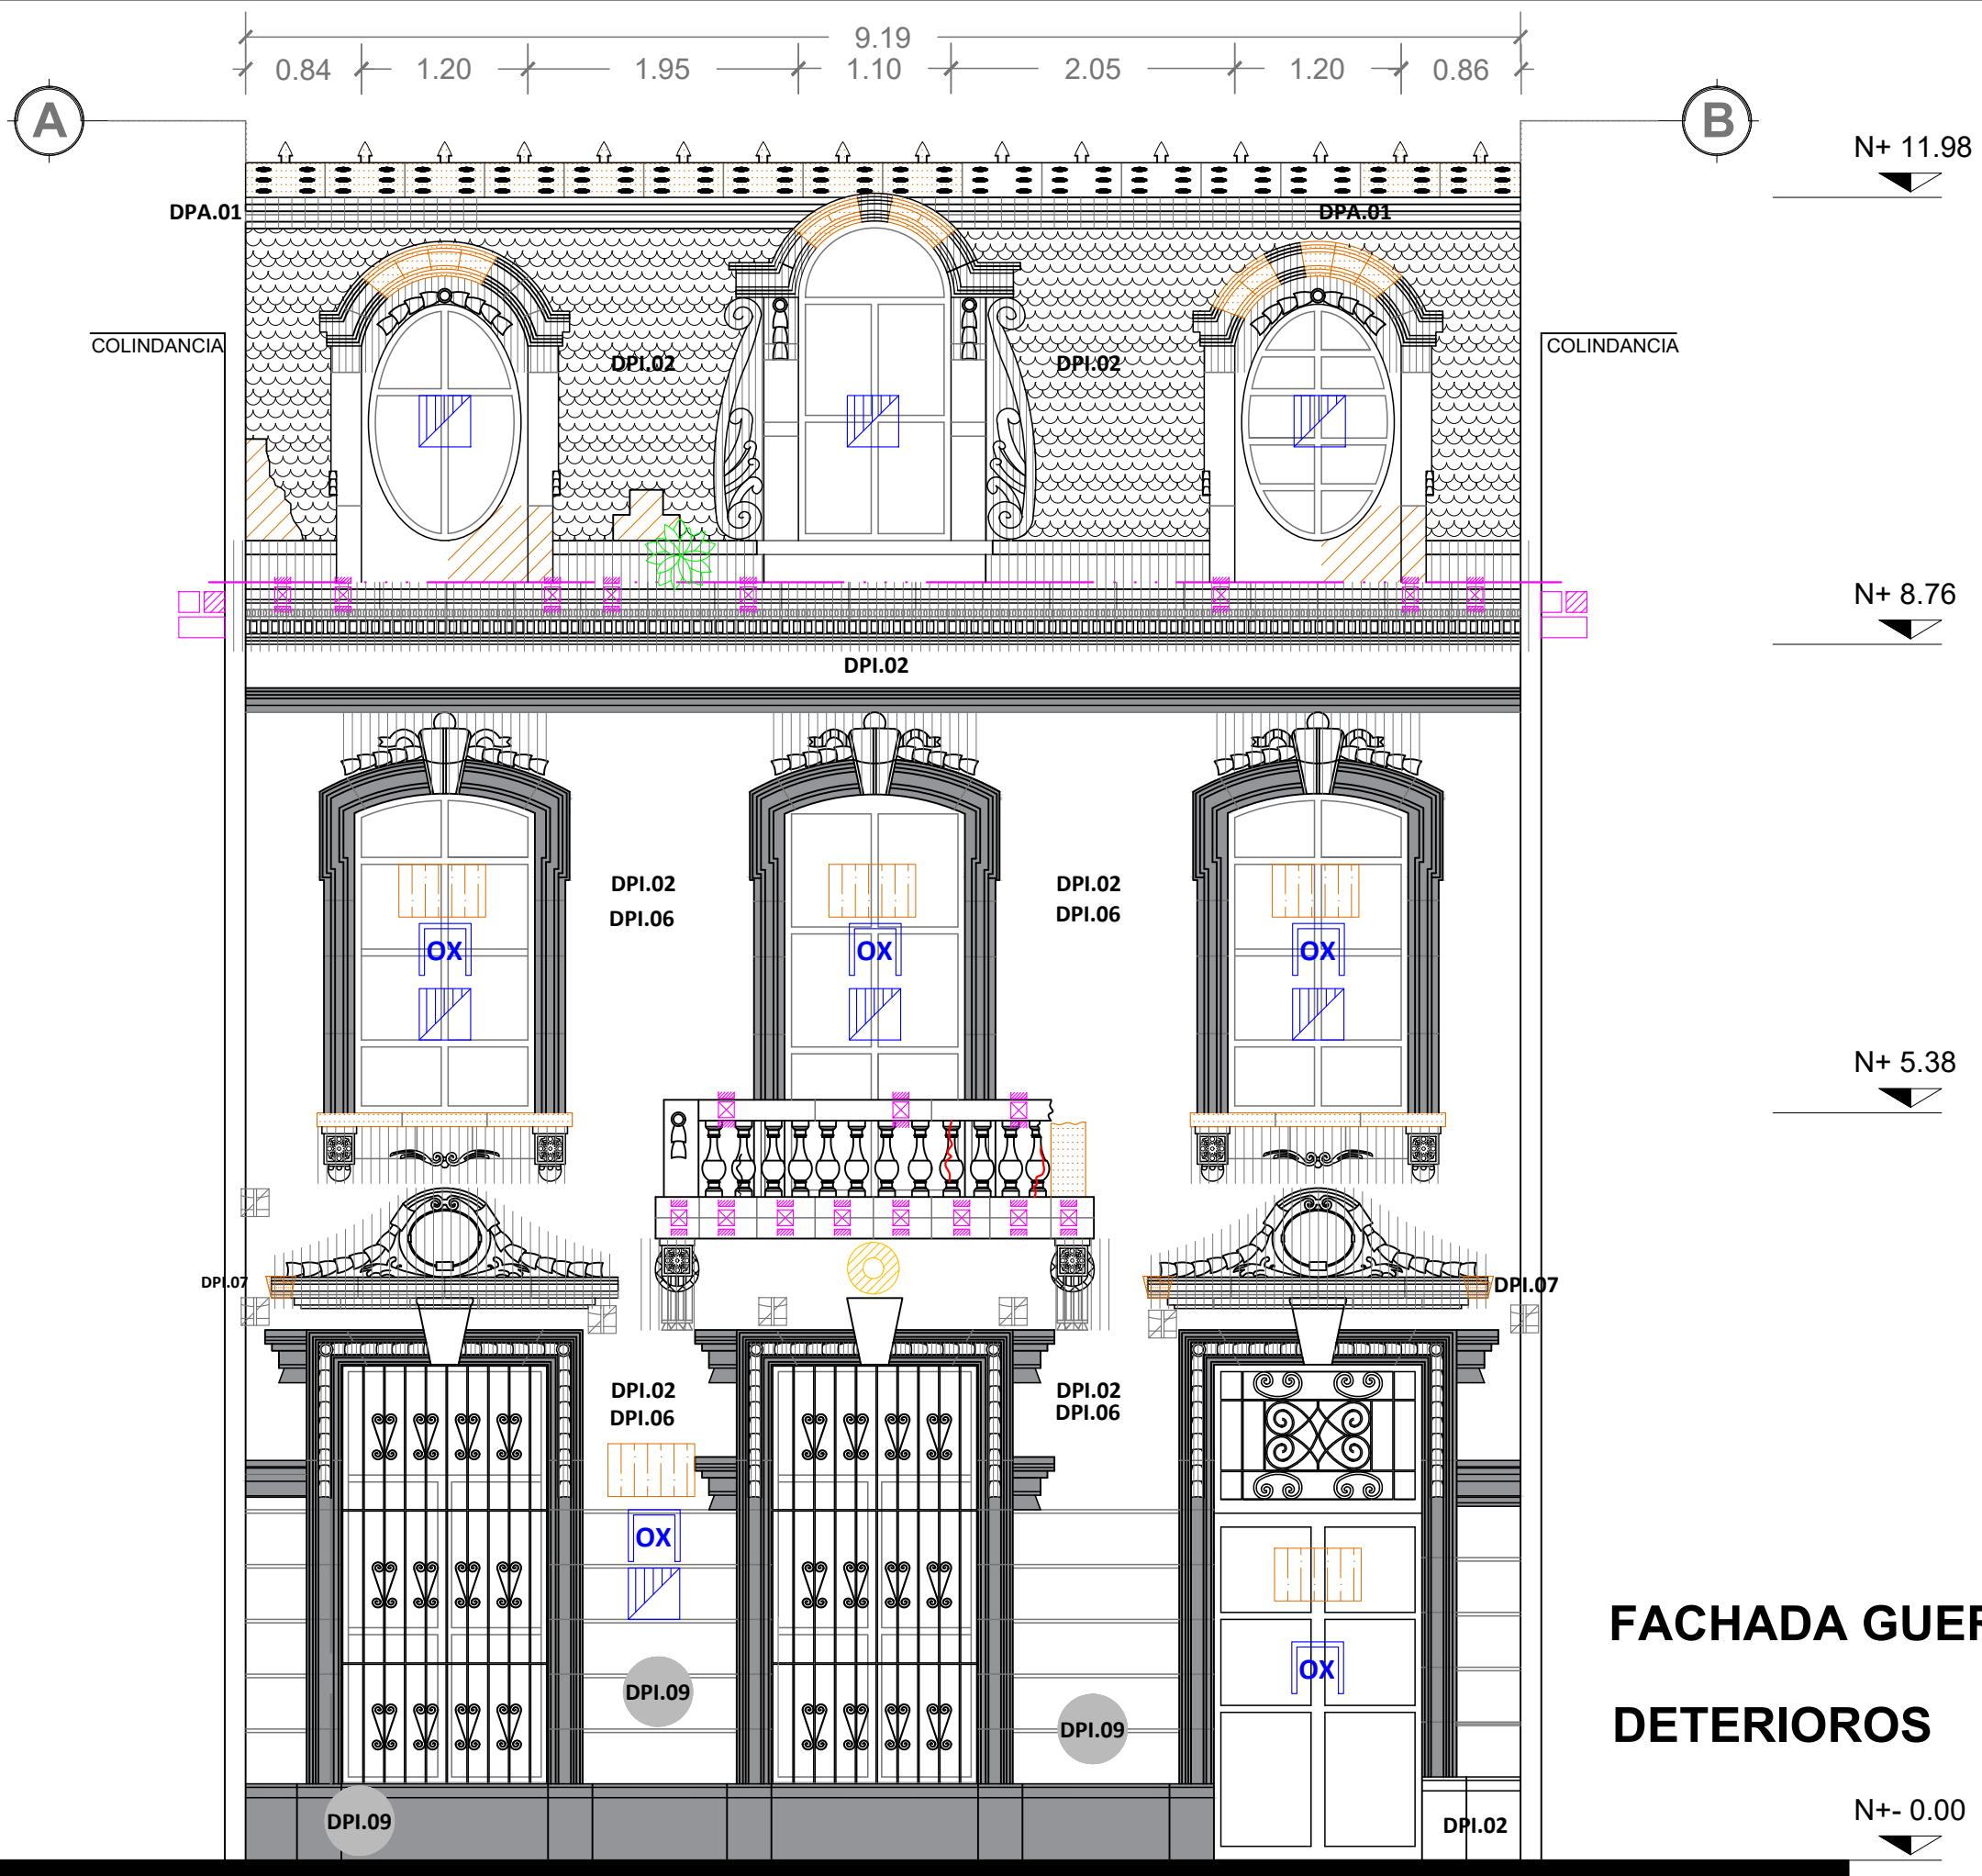 9.19
0.84 1.20 1.95 1.10 2.05 1.20 0.86
A B
N+ 11.98
DPA.01 DPA.01
COLINDANCIA COLINDANCIA
DPI.02 DPI.02
N+ 8.76
DPI.02
DPI.02 DPI.02
DPI.06 DPI.06
OX OX OX
N+ 5.38
DPI.07 DPI.07
DPI.02 DPI.02
DPI.06 DPI.06
OX
FACHADA GUER
OX
DPI.09
DPI.09
DETERIOROS
N+- 0.00
DPI.09 DPI.02